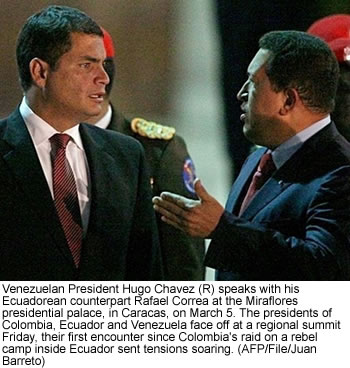 Venezuelan President Hugo Chavez (R) speaks with his
Ecuadorean counterpart Rafael Correa at the Miraflores
presidential palace, in Caracas, on March 5. The presidents of
Colombia, Ecuador and Venezuela face off at a regional summit
Friday, their first encounter since Colombia's raid on a rebel
camp inside Ecuador sent tensions soaring. (AFP/File/Juan
Barreto)